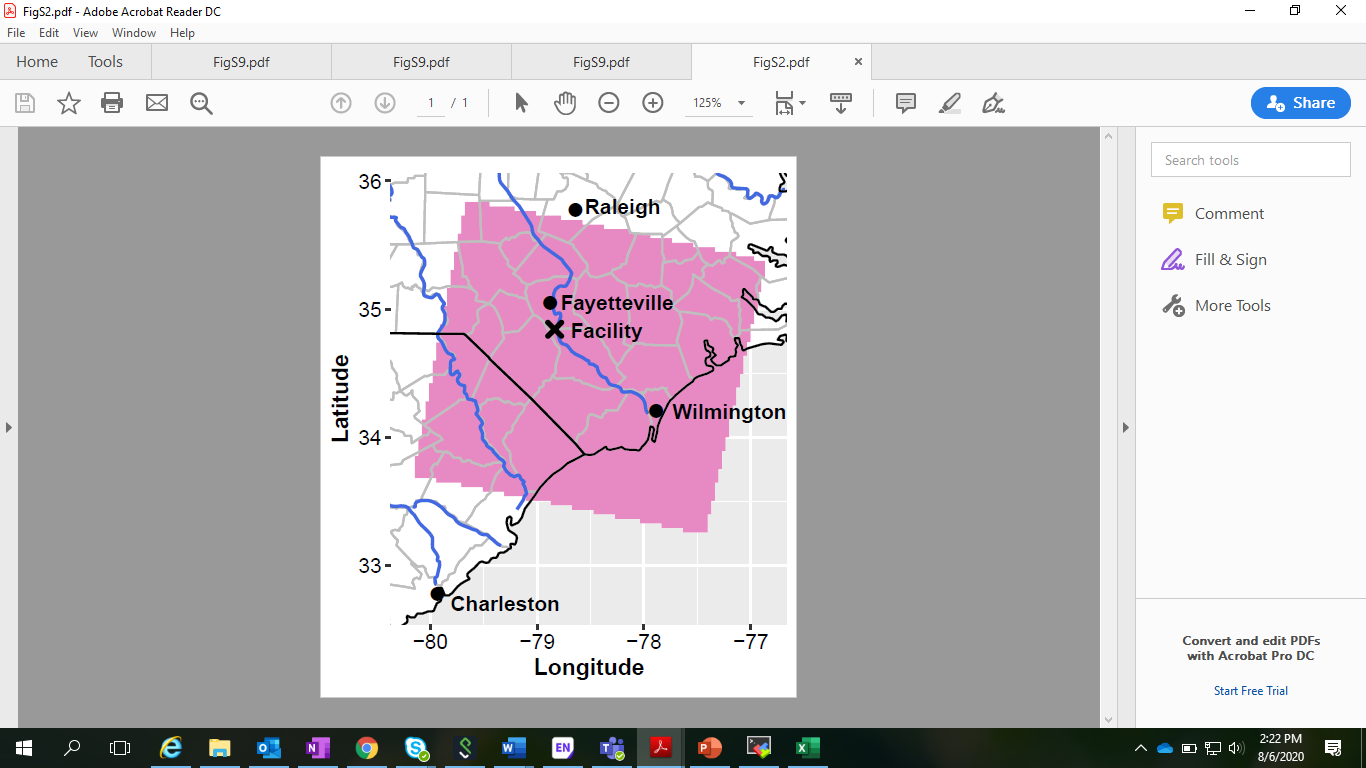 FigS2.pdf - Adobe Acrobat Reader DC
File Edit View Window Help
Home Tools FigS9.pdf FigS9.pdf FigS9.pdf FigS2.pdf ×
1 / 1 125% Share
Search tools
Comment
Fill & Sign
More Tools
36
Raleigh
35
Fayetteville
Facility
Latitude
34
Wilmington
33
Charleston
−80 −79 −78 −77
Longitude
Convert and edit PDFs
with Acrobat Pro DC
Start Free Trial
EN
2:22 PM
8/6/2020